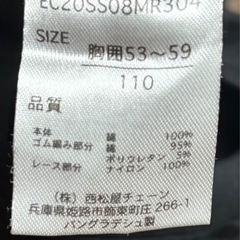 EC20SS08MR304
SIZE 胸囲53～59
110
品質
本体 綿 100%
ゴム編み部分 綿 95%
ポリウレタン 5%
レース部分 ナイロン 100%
(株)西松屋チェーン
兵庫県姫路市飾東町庄266-1
バングラデシュ製